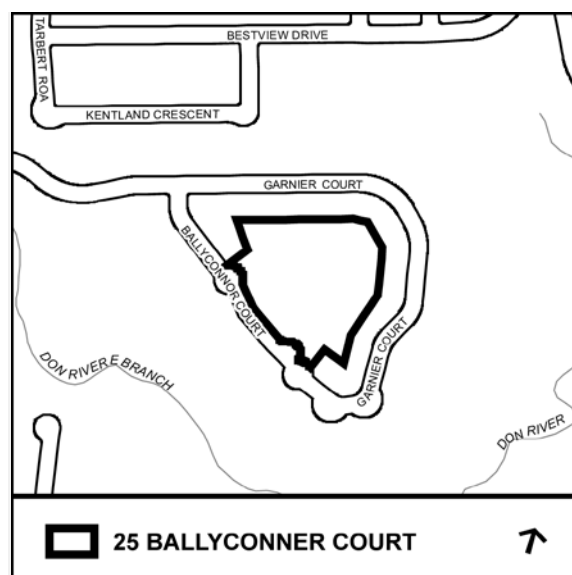 TARBERT ROA
BESTVIEW DRIVE
KENTLAND CRESCENT
GARNIER COURT
BALLYCONNOR COURT
GARNIER COURT
DON RIVER E BRANCH
DON RIVER
25 BALLYCONNER COURT